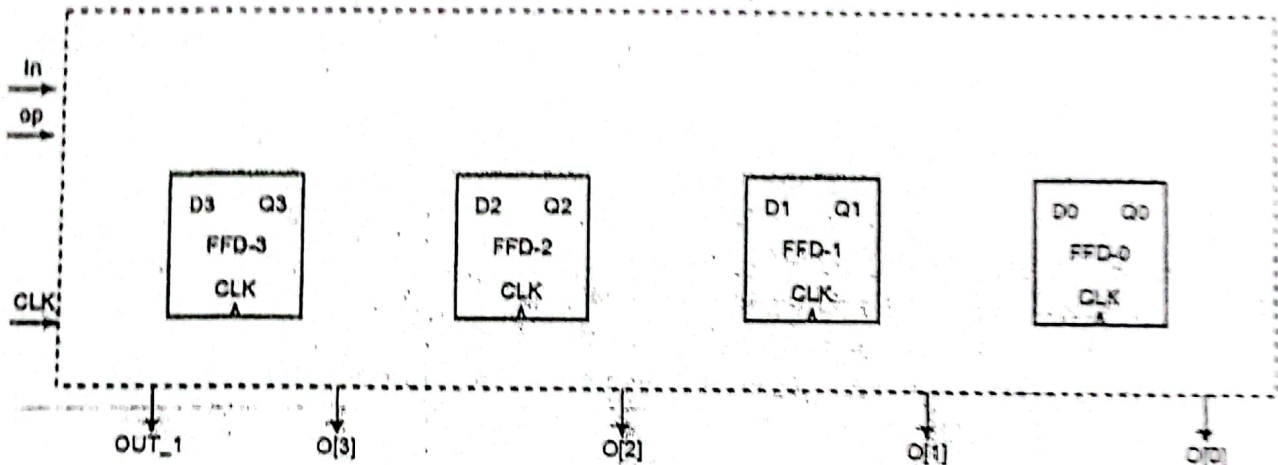 In
op
D3 Q3
FFD-3
CLK
D2 Q2
FFD-2
CLK
D1 Q1
FFD-1
CLK
D0 Q0
FFD-0
CLK
CLK
OUT_1
O[3]
O[2]
O[1]
O[0]